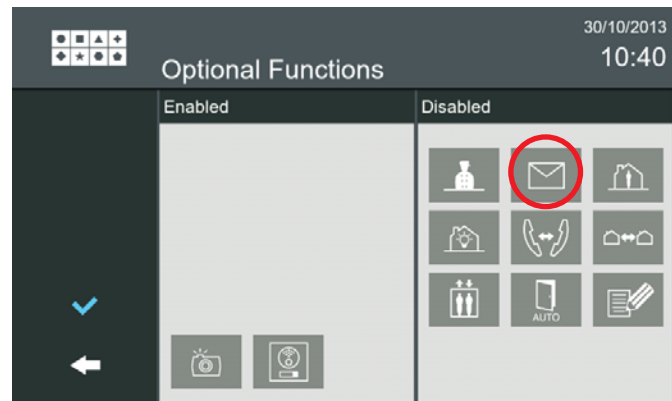 30/10/2013
10:40
Optional Functions
Enabled
Disabled
AUTO